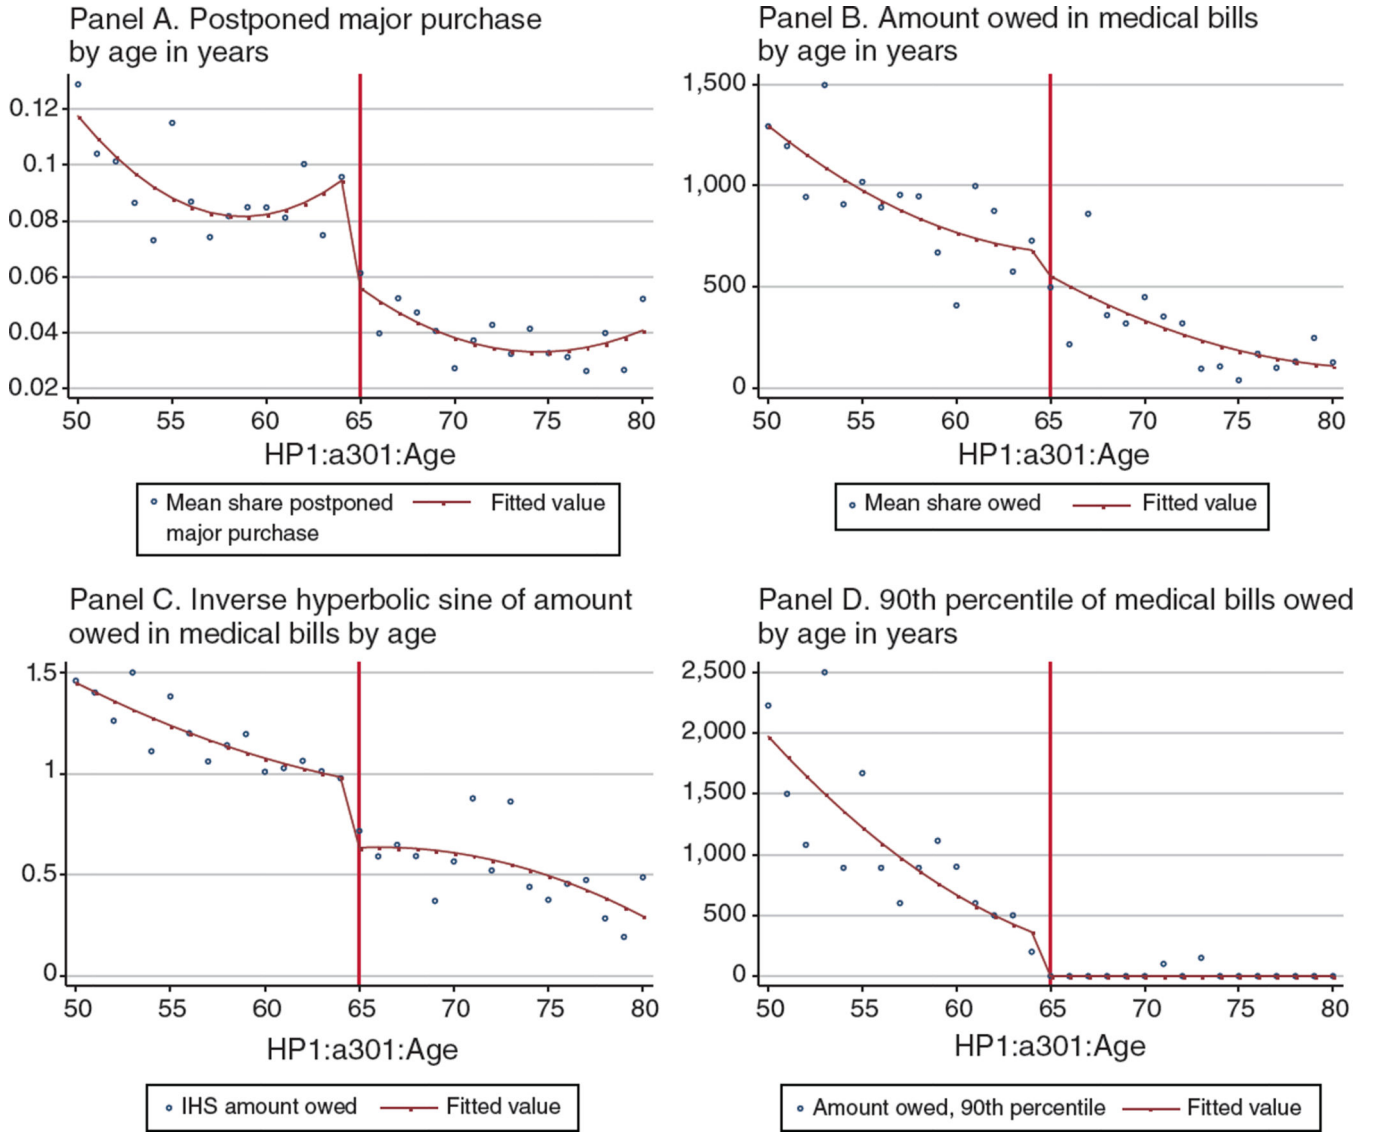 Panel A. Postponed major purchase
by age in years
0.12
0.1
0.08
0.06
0.04
0.02
50 55 60 65 70 75 80
HP1:a301:Age
Mean share postponed
major purchase
Fitted value
Panel B. Amount owed in medical bills
by age in years
1,500
1,000
500
0
50 55 60 65 70 75 80
HP1:a301:Age
Mean share owed
Fitted value
Panel C. Inverse hyperbolic sine of amount
owed in medical bills by age
1.5
1
0.5
0
50 55 60 65 70 75 80
HP1:a301:Age
IHS amount owed
Fitted value
Panel D. 90th percentile of medical bills owed
by age in years
2,500
2,000
1,500
1,000
500
0
50 55 60 65 70 75 80
HP1:a301:Age
Amount owed, 90th percentile
Fitted value